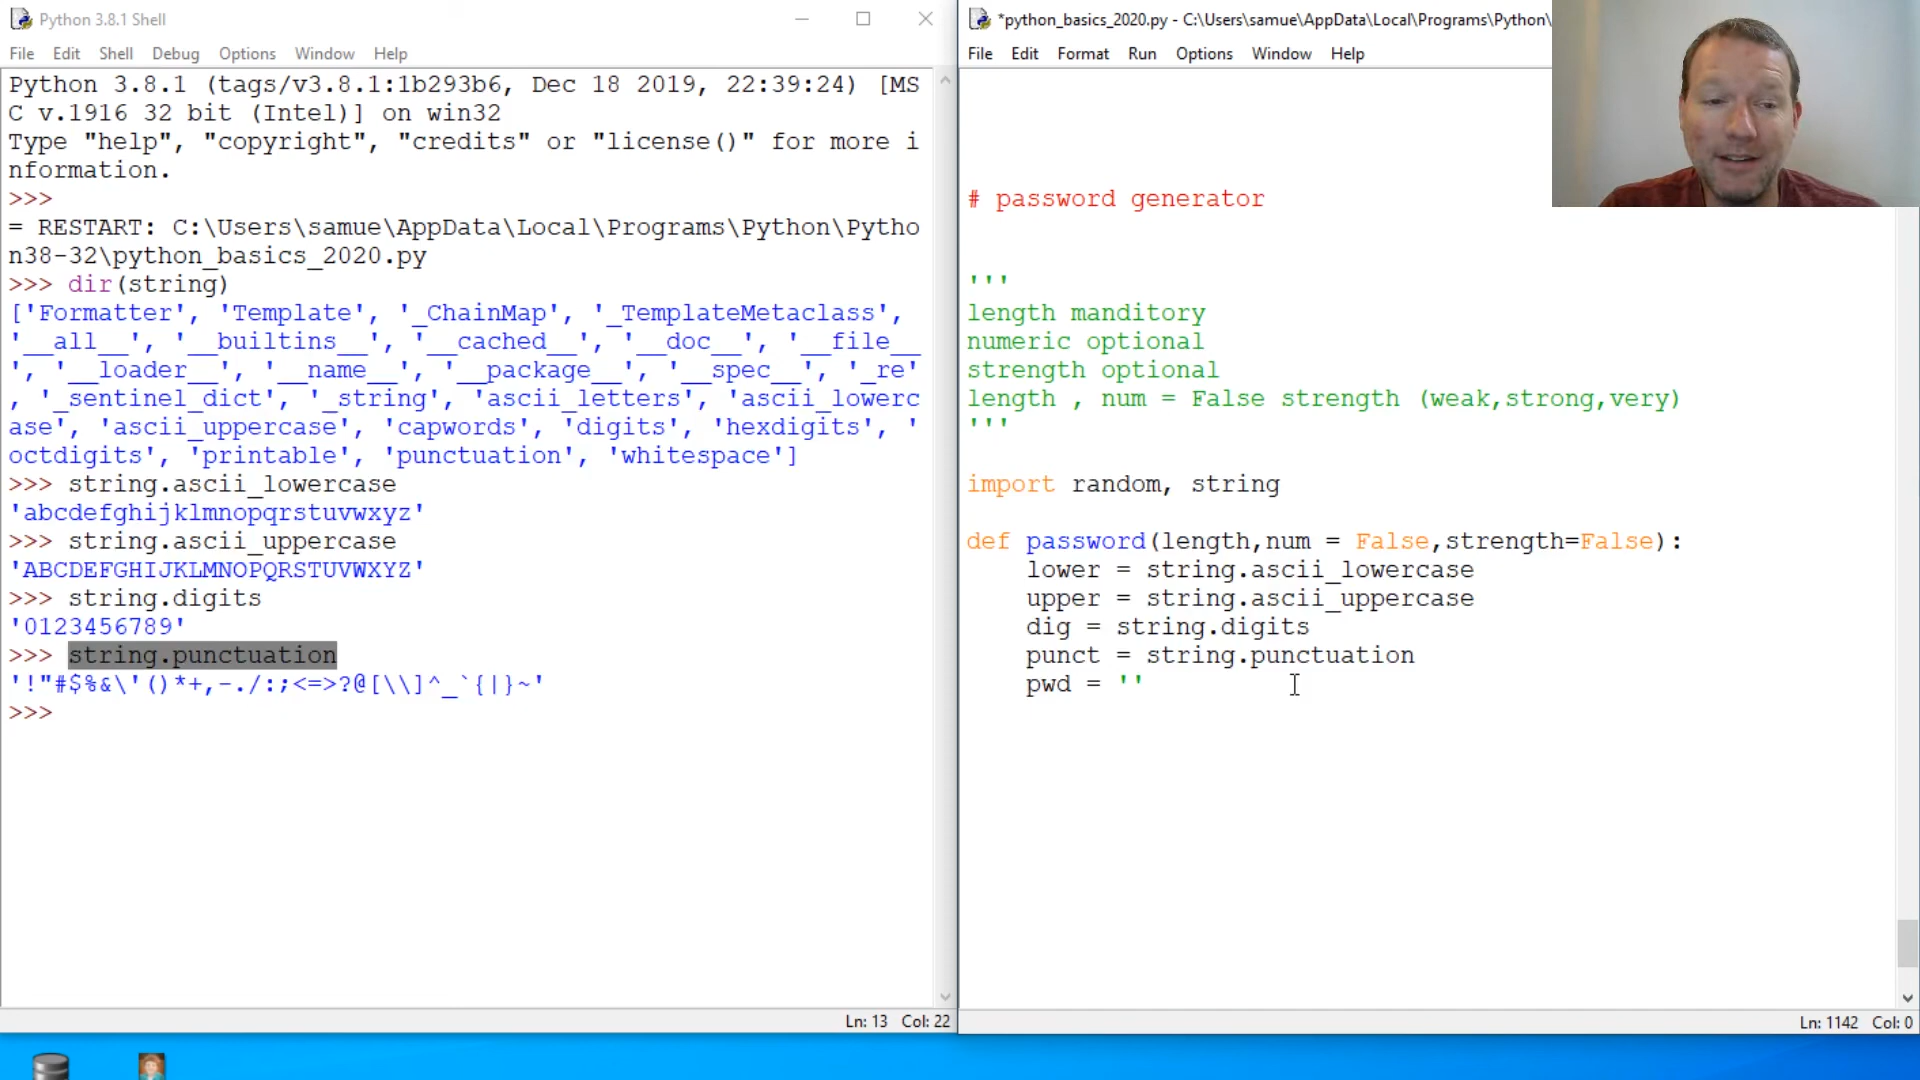 Python 3.8.1 Shell
File Edit Shell Debug Options Window Help
Python 3.8.1 (tags/v3.8.1:1b293b6, Dec 18 2019, 22:39:24) [MS
C v.1916 32 bit (Intel)] on win32
Type "help", "copyright", "credits" or "license()" for more i
nformation.
>>>
= RESTART: C:\Users\samue\AppData\Local\Programs\Python\Pytho
n38-32\python_basics_2020.py
>>> dir(string)
['Formatter', 'Template', '_ChainMap', '_TemplateMetaclass',
'__all__', '__builtins__', '__cached__', '__doc__', '__file__
', '__loader__', '__name__', '__package__', '__spec__', '_re'
, '_sentinel_dict', '_string', 'ascii_letters', 'ascii_lowerc
ase', 'ascii_uppercase', 'capwords', 'digits', 'hexdigits', '
octdigits', 'printable', 'punctuation', 'whitespace']
>>> string.ascii_lowercase
'abcdefghijklmnopqrstuvwxyz'
>>> string.ascii_uppercase
'ABCDEFGHIJKLMNOPQRSTUVWXYZ'
>>> string.digits
'0123456789'
>>> string.punctuation
'!"#$%&\'()*+,-./:;<=>?@[\\]^_`{|}~'
>>>
Ln: 13 Col: 22
*python_basics_2020.py - C:\Users\samue\AppData\Local\Programs\Python\
File Edit Format Run Options Window Help
# password generator
'''
length manditory
numeric optional
strength optional
length , num = False strength (weak,strong,very)
'''
import random, string
def password(length,num = False,strength=False):
    lower = string.ascii_lowercase
    upper = string.ascii_uppercase
    dig = string.digits
    punct = string.punctuation
    pwd = ''
Ln: 1142 Col: 0